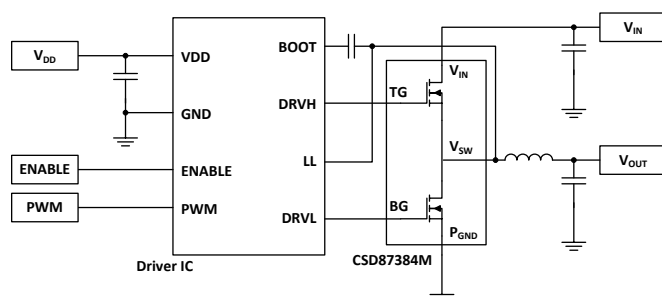 BOOT
V_IN
V_DD
VDD
V_IN
TG
DRVH
GND
V_SW
LL
V_OUT
ENABLE
ENABLE
BG
PWM
PWM
DRVL
P_GND
Driver IC
CSD87384M